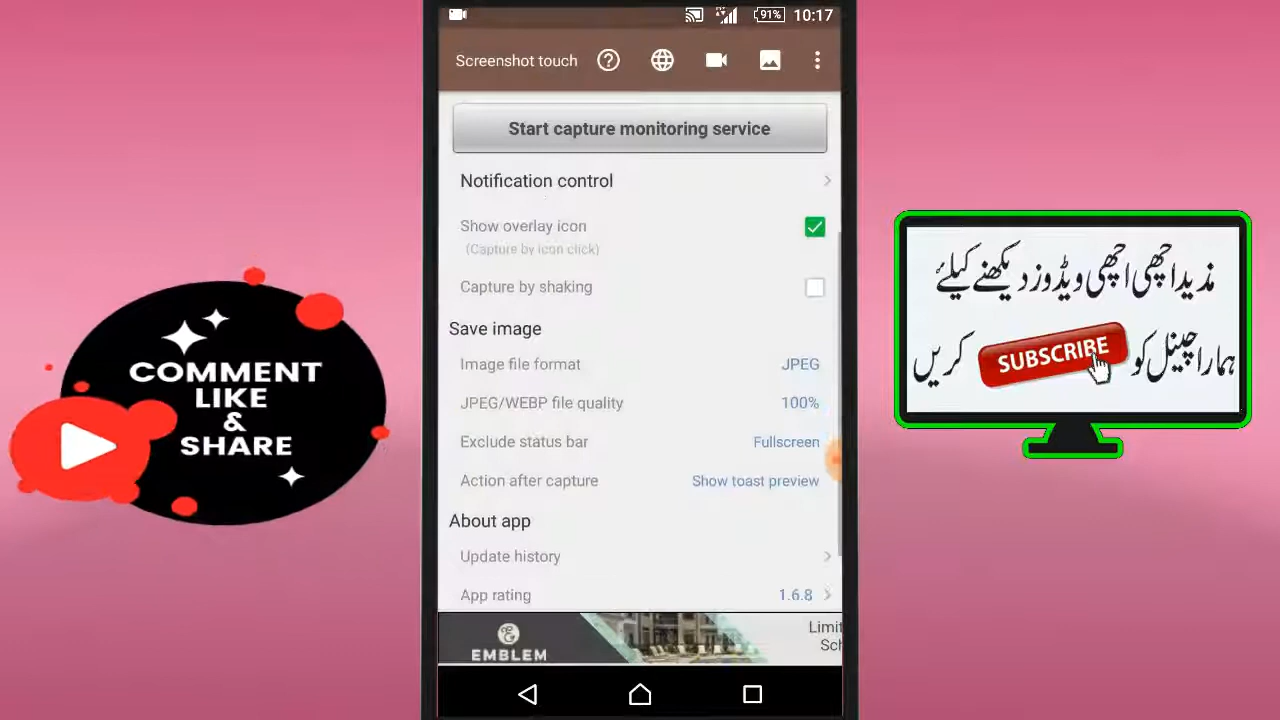 91% 10:17
Screenshot touch
Start capture monitoring service
Notification control
Show overlay icon
(Capture by icon click)
Capture by shaking
Save image
Image file format JPEG
JPEG/WEBP file quality 100%
Exclude status bar Fullscreen
Action after capture Show toast preview
About app
Update history
App rating 1.6.8
EMBLEM
Limit
Sch
COMMENT
LIKE
&
SHARE
مذید اچھی اچھی ویڈوز دیکھنے کیلئے
ہمارا چینل کو SUBSCRIBE کریں